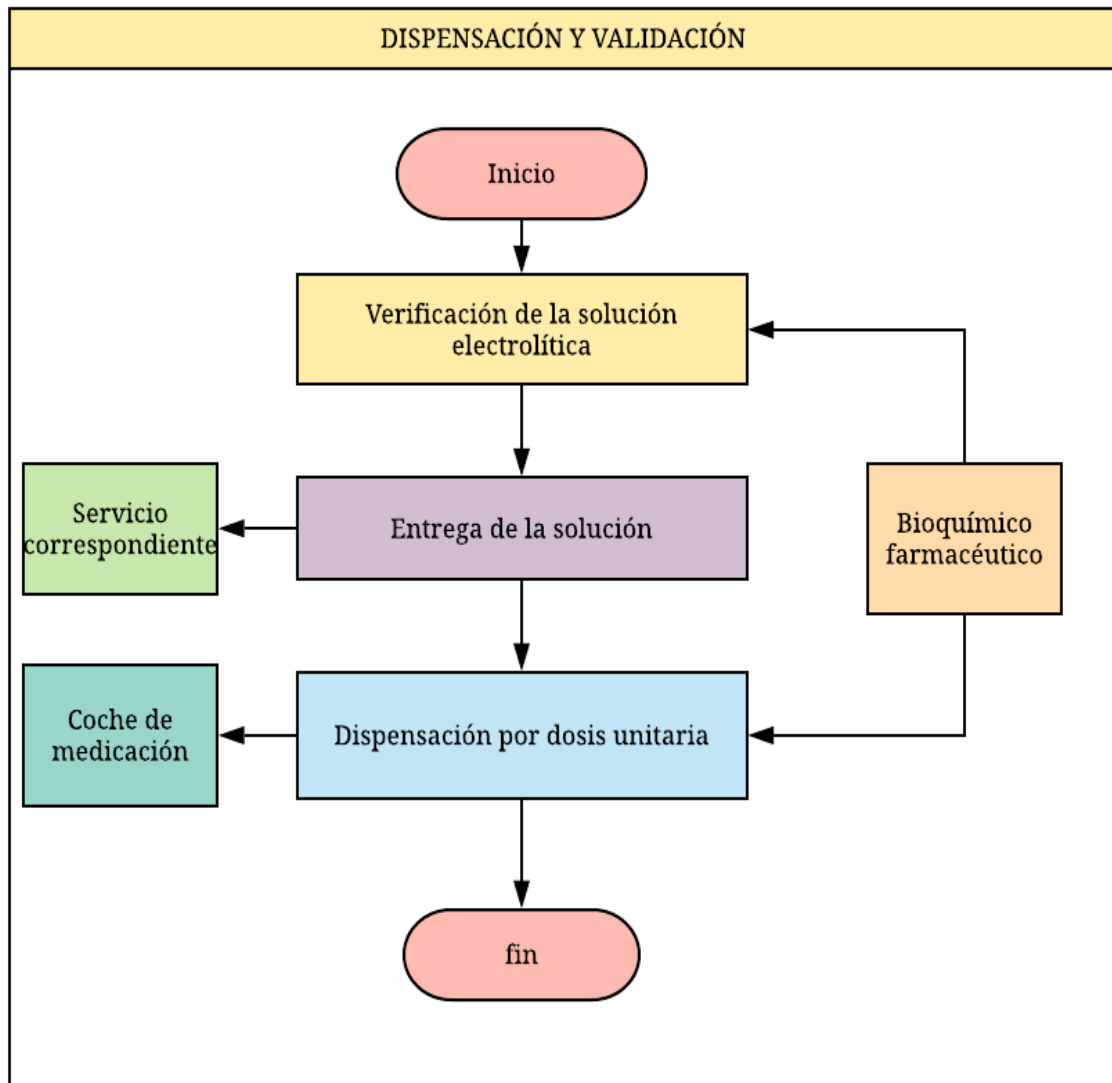 DISPENSACIÓN Y VALIDACIÓN
Inicio
Verificación de la solución
electrolítica
Servicio
correspondiente
Entrega de la solución
Bioquímico
farmacéutico
Coche de
medicación
Dispensación por dosis unitaria
fin